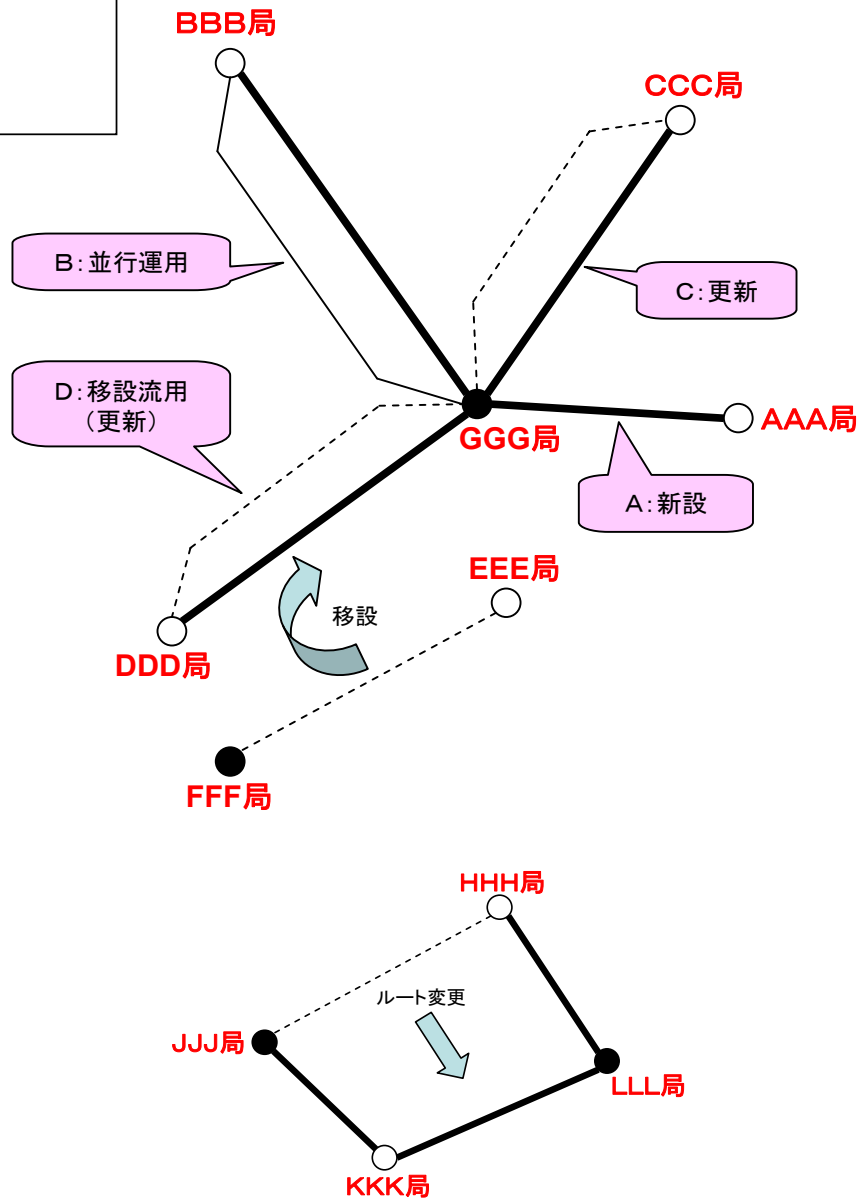 BBB局
CCC局
B:並行運用
C:更新
D:移設流用
(更新)
GGG局
AAA局
A:新設
EEE局
移設
DDD局
FFF局
HHH局
ルート変更
JJJ局
LLL局
KKK局